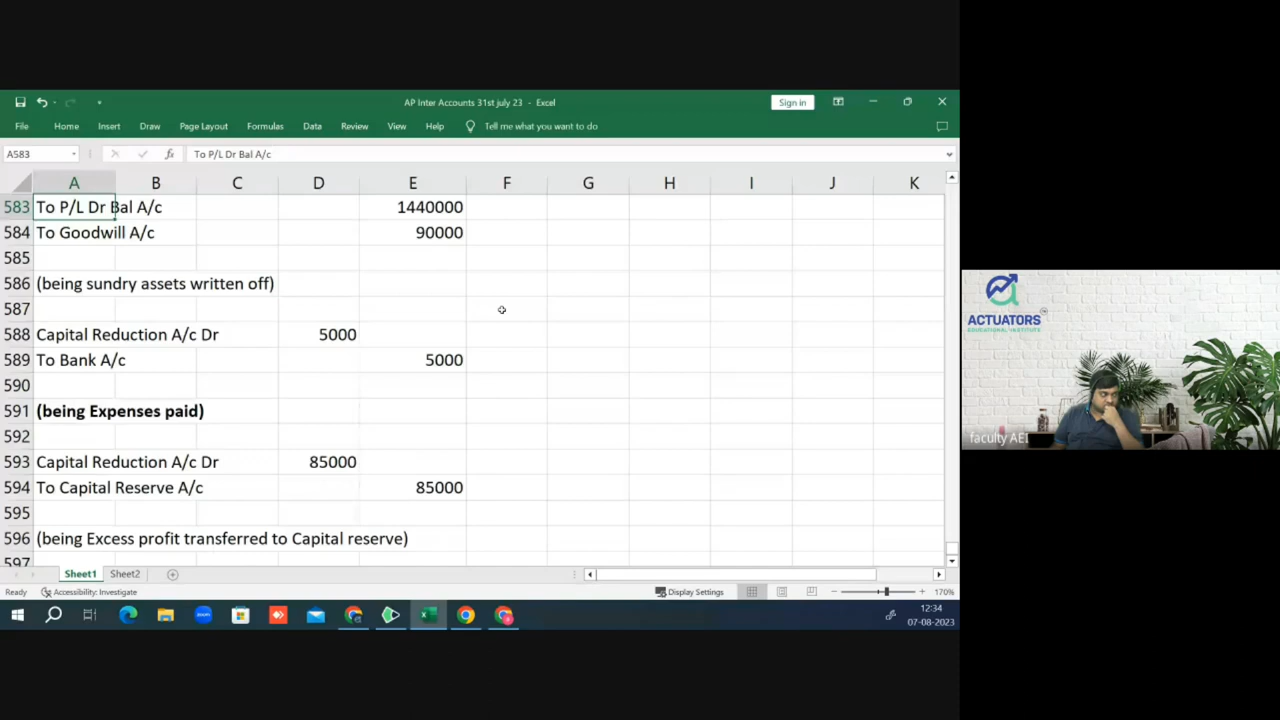 AP Inter Accounts 31st july 23 - Excel
Sign in
File Home Insert Draw Page Layout Formulas Data Review View Help Tell me what you want to do
A583 fx To P/L Dr Bal A/c
A B C D E F G H I J K
583 To P/L Dr Bal A/c 1440000
584 To Goodwill A/c 90000
585
586 (being sundry assets written off)
587
588 Capital Reduction A/c Dr 5000
589 To Bank A/c 5000
590
591 (being Expenses paid)
592
593 Capital Reduction A/c Dr 85000
594 To Capital Reserve A/c 85000
595
596 (being Excess profit transferred to Capital reserve)
597
Sheet1 Sheet2
Ready Accessibility: Investigate Display Settings 170%
zoom
12:34
07-08-2023
ACTUATORS
EDUCATIONAL INSTITUTE
faculty AEI